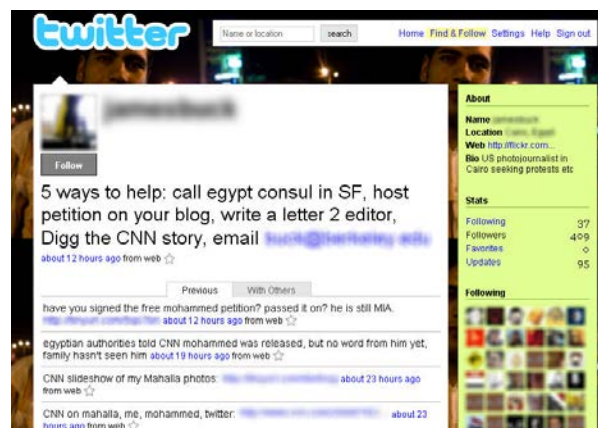 twitter
Name or location search Home Find & Follow Settings Help Sign out
Follow
5 ways to help: call egypt consul in SF, host
petition on your blog, write a letter 2 editor,
Digg the CNN story, email
about 12 hours ago from web
Previous With Others
have you signed the free mohammed petition? passed it on? he is still MIA.
about 12 hours ago from web
egyptian authorities told CNN mohammed was released, but no word from him yet,
family hasn't seen him about 19 hours ago from web
CNN slideshow of my Mahalla photos: about 23 hours ago
from web
CNN on mahalla, me, mohammed, twitter: about 23
hours ago from web
About
Name
Location
Web http://flickr.com...
Bio US photojournalist in
Cairo seeking protests etc
Stats
Following 37
Followers 409
Favorites 0
Updates 95
Following